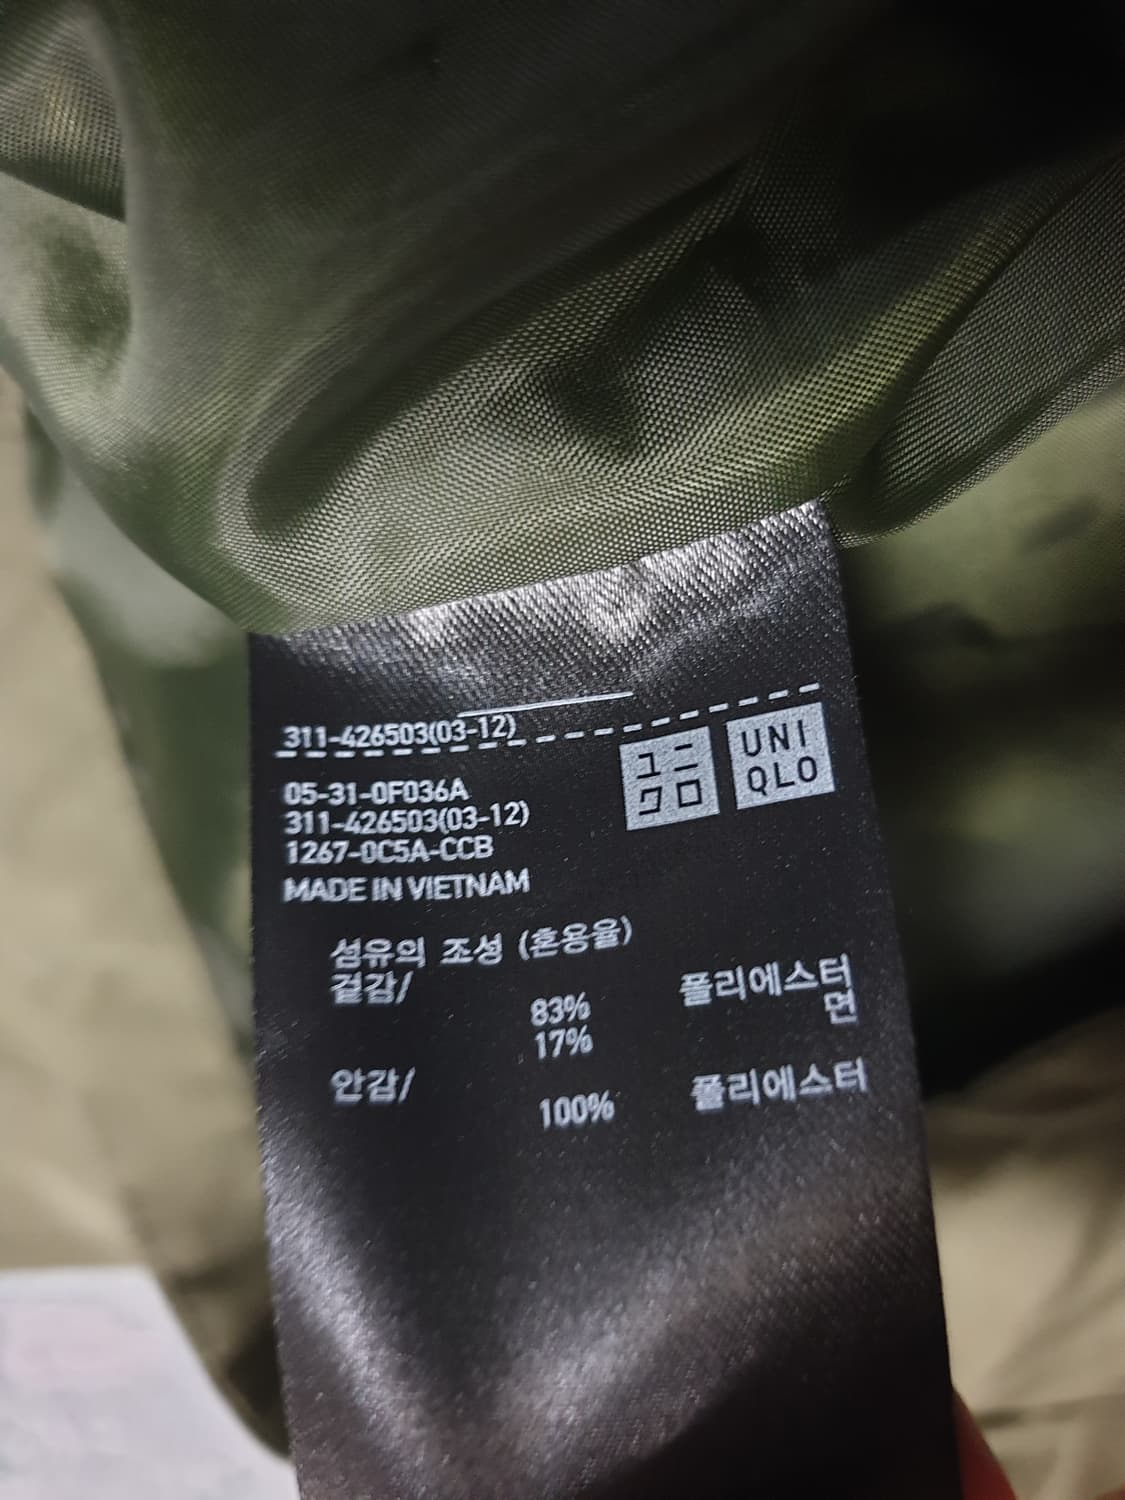 311-426503(03-12)
ユニ
クロ
UNI
QLO
05-31-0F036A
311-426503(03-12)
1267-0C5A-CCB
MADE IN VIETNAM
섬유의 조성 (혼용율)
겉감/
83% 폴리에스터
17% 면
안감/
100% 폴리에스터